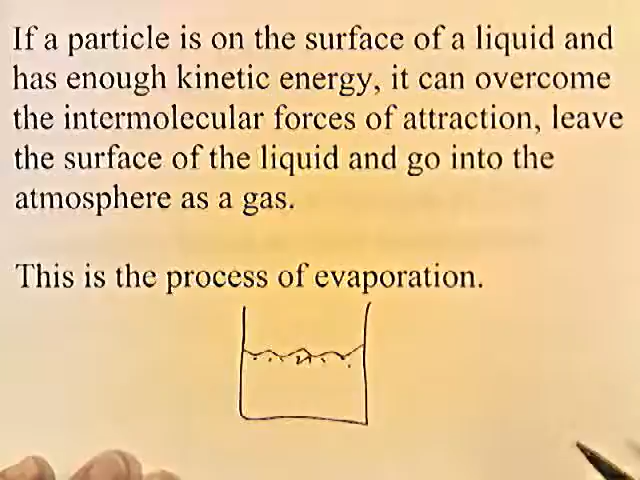 If a particle is on the surface of a liquid and
has enough kinetic energy, it can overcome
the intermolecular forces of attraction, leave
the surface of the liquid and go into the
atmosphere as a gas.
This is the process of evaporation.